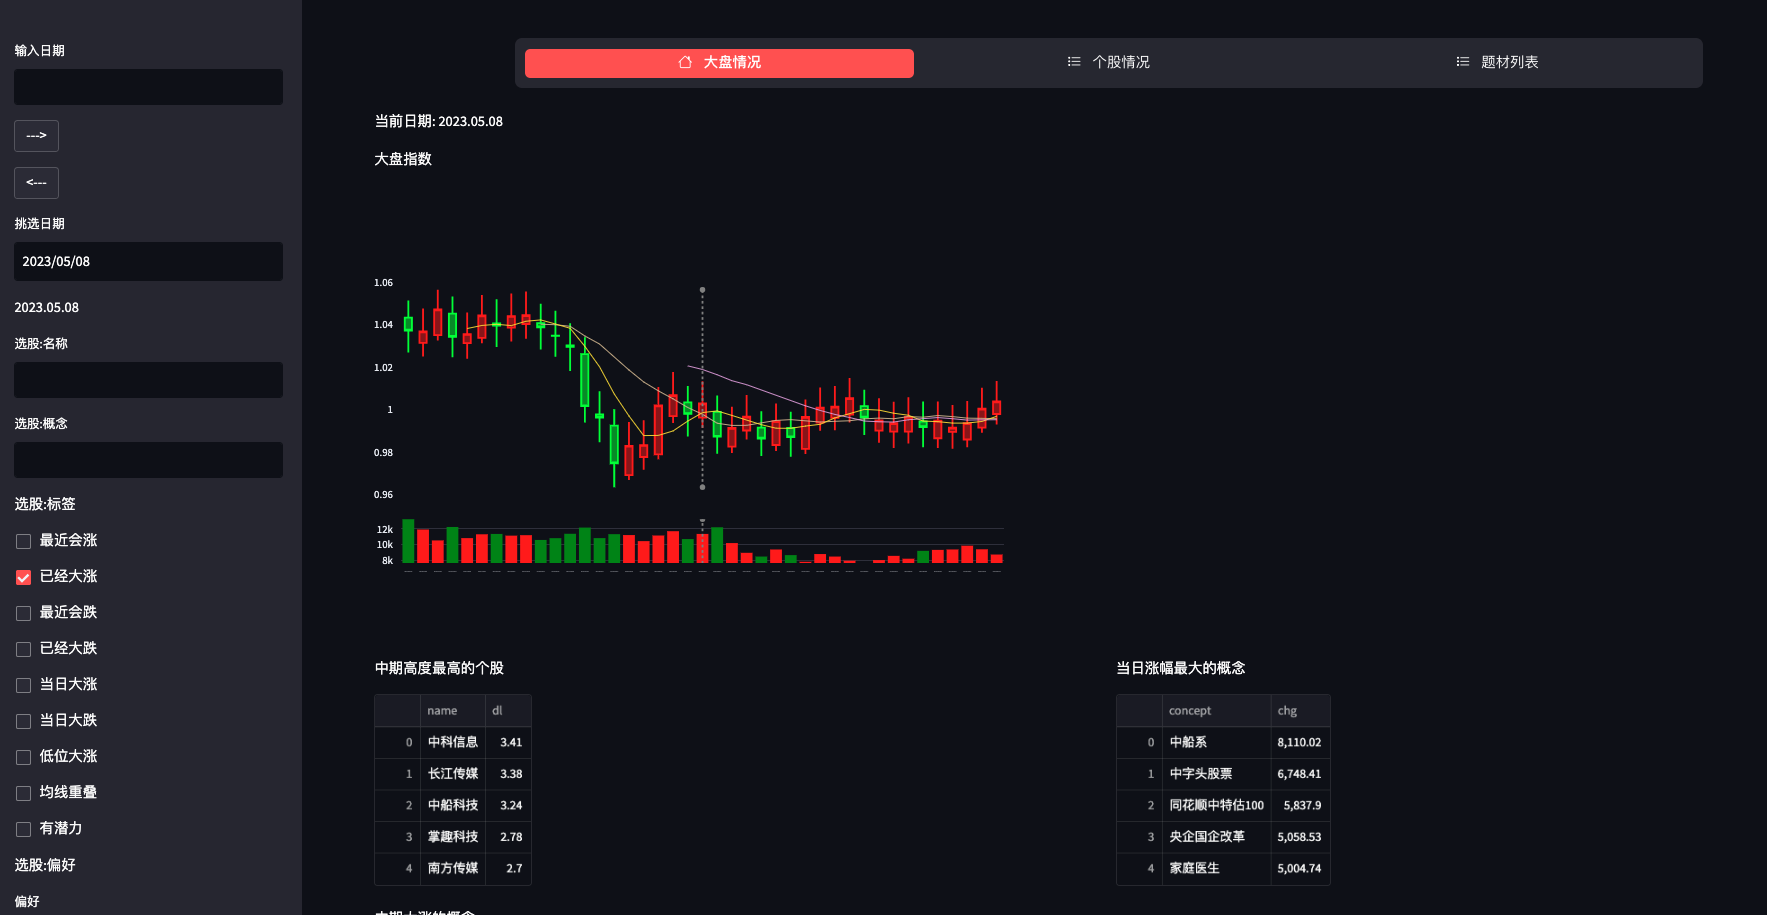 输入日期
--->
<---
挑选日期
2023/05/08
2023.05.08
选股:名称
选股:概念
选股:标签
最近会涨
已经大涨
最近会跌
已经大跌
当日大涨
当日大跌
低位大涨
均线重叠
有潜力
选股:偏好
偏好
大盘情况 个股情况 题材列表
当前日期: 2023.05.08
大盘指数
1.06
1.04
1.02
1
0.98
0.96
12k
10k
8k
中期高度最高的个股
name dl
0 中科信息 3.41
1 长江传媒 3.38
2 中船科技 3.24
3 掌趣科技 2.78
4 南方传媒 2.7
当日涨幅最大的概念
concept chg
0 中船系 8,110.02
1 中字头股票 6,748.41
2 同花顺中特估100 5,837.9
3 央企国企改革 5,058.53
4 家庭医生 5,004.74